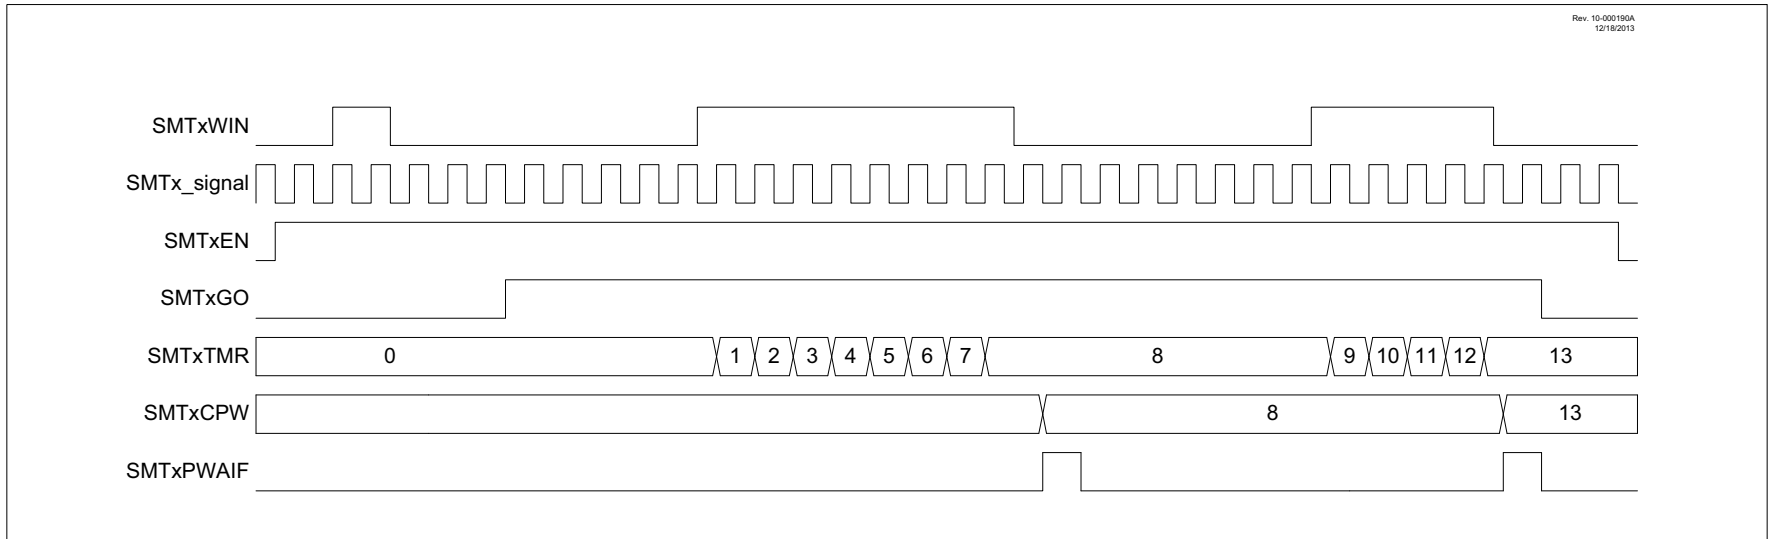 Rev. 10-000190A
12/18/2013
SMTxWIN
SMTx_signal
SMTxEN
SMTxGO
SMTxTMR 0 1 2 3 4 5 6 7 8 9 10 11 12 13
SMTxCPW 8 13
SMTxPWAIF